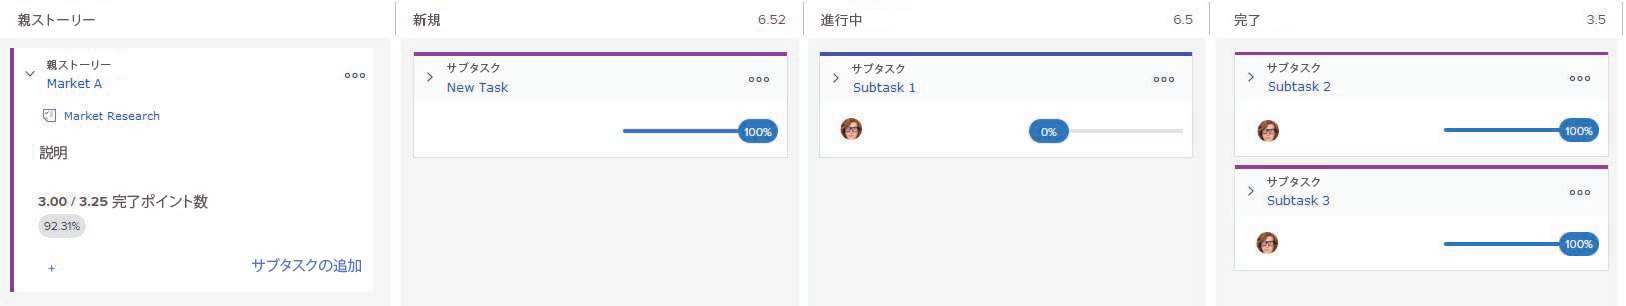 親ストーリー
新規 6.52
進行中 6.5
完了 3.5
親ストーリー
Market A
Market Research
説明
3.00 / 3.25 完了ポイント数
92.31%
+ サブタスクの追加
サブタスク
New Task
100%
サブタスク
Subtask 1
0%
サブタスク
Subtask 2
100%
サブタスク
Subtask 3
100%